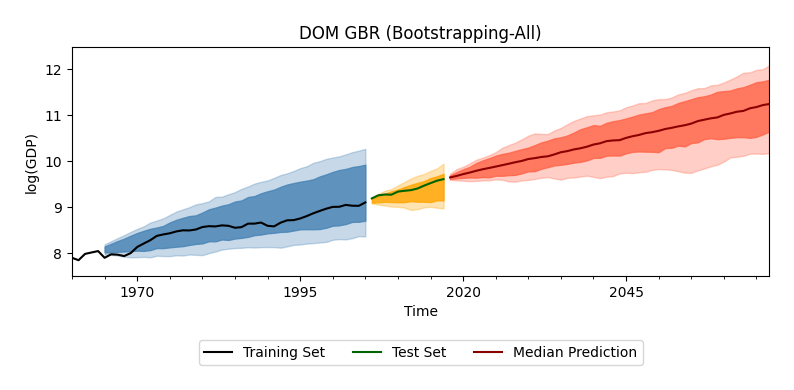 DOM GBR (Bootstrapping-All)
12
11
10
9
8
log(GDP)
1970 1995 2020 2045
Time
Training Set Test Set Median Prediction